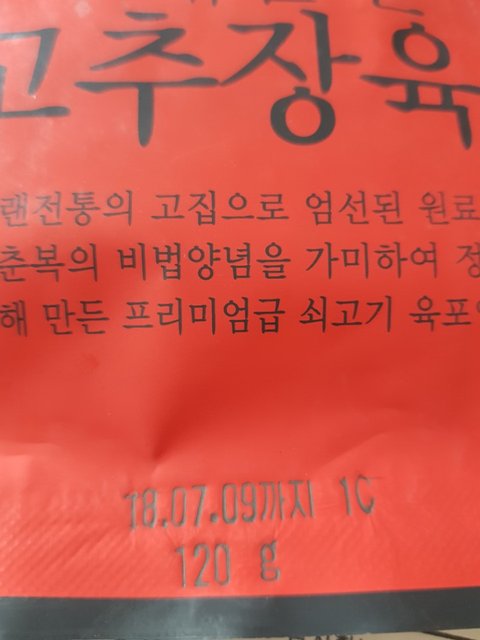 고추장육
랜전통의 고집으로 엄선된 원료
춘복의 비법양념을 가미하여 정
해 만든 프리미엄급 쇠고기 육포
18.07.09까지 1C
120 g